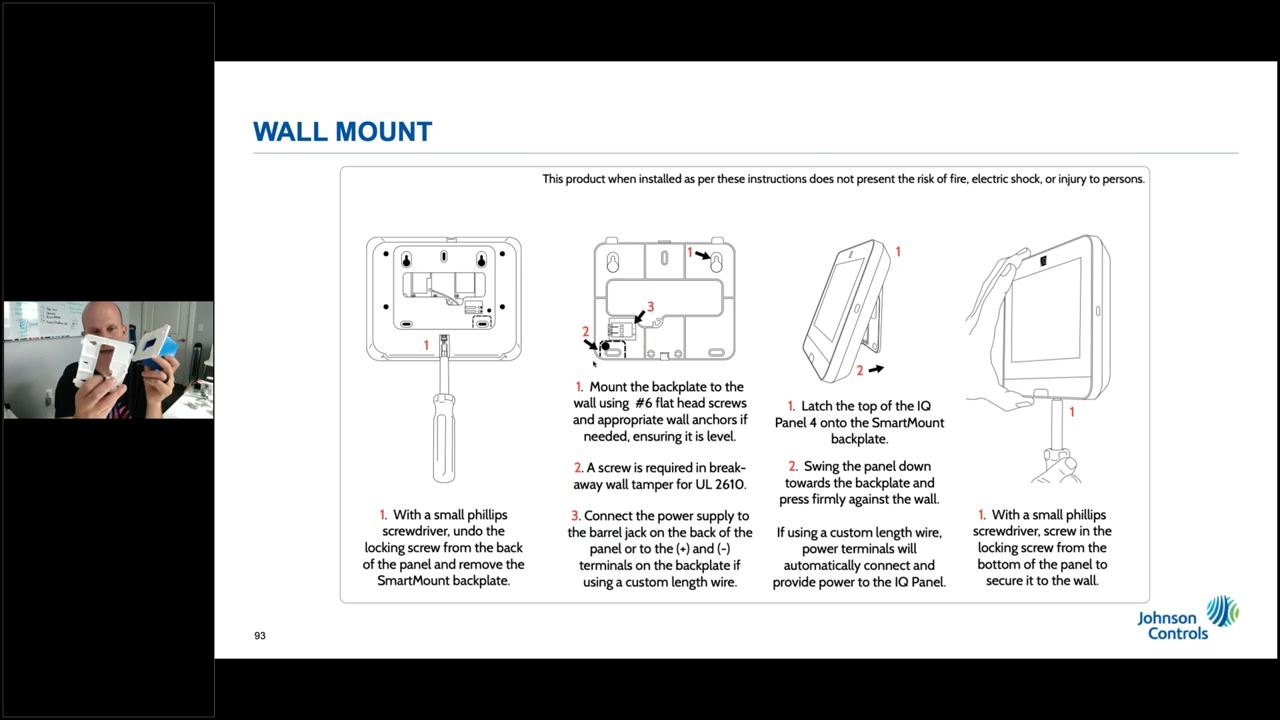 WALL MOUNT
This product when installed as per these instructions does not present the risk of fire, electric shock, or injury to persons.
1
1. With a small phillips
screwdriver, undo the
locking screw from the back
of the panel and remove the
SmartMount backplate.
1
3
2
1. Mount the backplate to the
wall using #6 flat head screws
and appropriate wall anchors if
needed, ensuring it is level.
2. A screw is required in break-
away wall tamper for UL 2610.
3. Connect the power supply to
the barrel jack on the back of the
panel or to the (+) and (-)
terminals on the backplate if
using a custom length wire.
1
2
1. Latch the top of the IQ
Panel 4 onto the SmartMount
backplate.
2. Swing the panel down
towards the backplate and
press firmly against the wall.
If using a custom length wire,
power terminals will
automatically connect and
provide power to the IQ Panel.
1
1. With a small phillips
screwdriver, screw in the
locking screw from the
bottom of the panel to
secure it to the wall.
93
Johnson
Controls